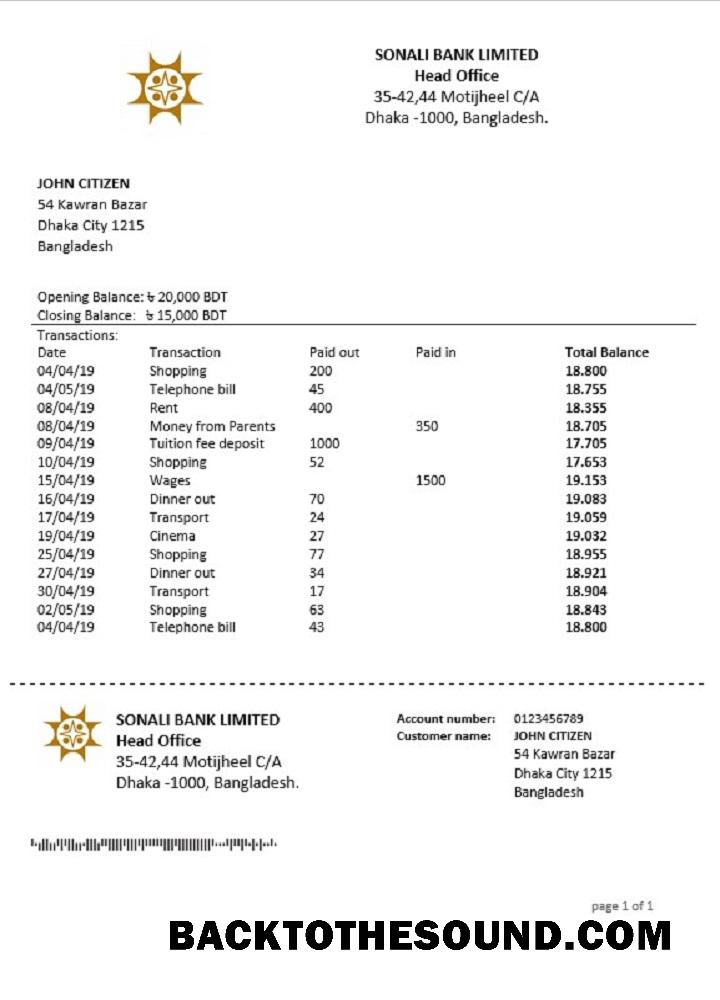 SONALI BANK LIMITED
Head Office
35-42,44 Motijheel C/A
Dhaka -1000, Bangladesh.
JOHN CITIZEN
54 Kawran Bazar
Dhaka City 1215
Bangladesh
Opening Balance: ৳ 20,000 BDT
Closing Balance: ৳ 15,000 BDT
Transactions:
Date Transaction Paid out Paid in Total Balance
04/04/19 Shopping 200 18.800
04/05/19 Telephone bill 45 18.755
08/04/19 Rent 400 18.355
08/04/19 Money from Parents 350 18.705
09/04/19 Tuition fee deposit 1000 17.705
10/04/19 Shopping 52 17.653
15/04/19 Wages 1500 19.153
16/04/19 Dinner out 70 19.083
17/04/19 Transport 24 19.059
19/04/19 Cinema 27 19.032
25/04/19 Shopping 77 18.955
27/04/19 Dinner out 34 18.921
30/04/19 Transport 17 18.904
02/05/19 Shopping 63 18.843
04/04/19 Telephone bill 43 18.800
SONALI BANK LIMITED
Head Office
35-42,44 Motijheel C/A
Dhaka -1000, Bangladesh.
Account number: 0123456789
Customer name: JOHN CITIZEN
54 Kawran Bazar
Dhaka City 1215
Bangladesh
page 1 of 1
BACKTOTHESOUND.COM